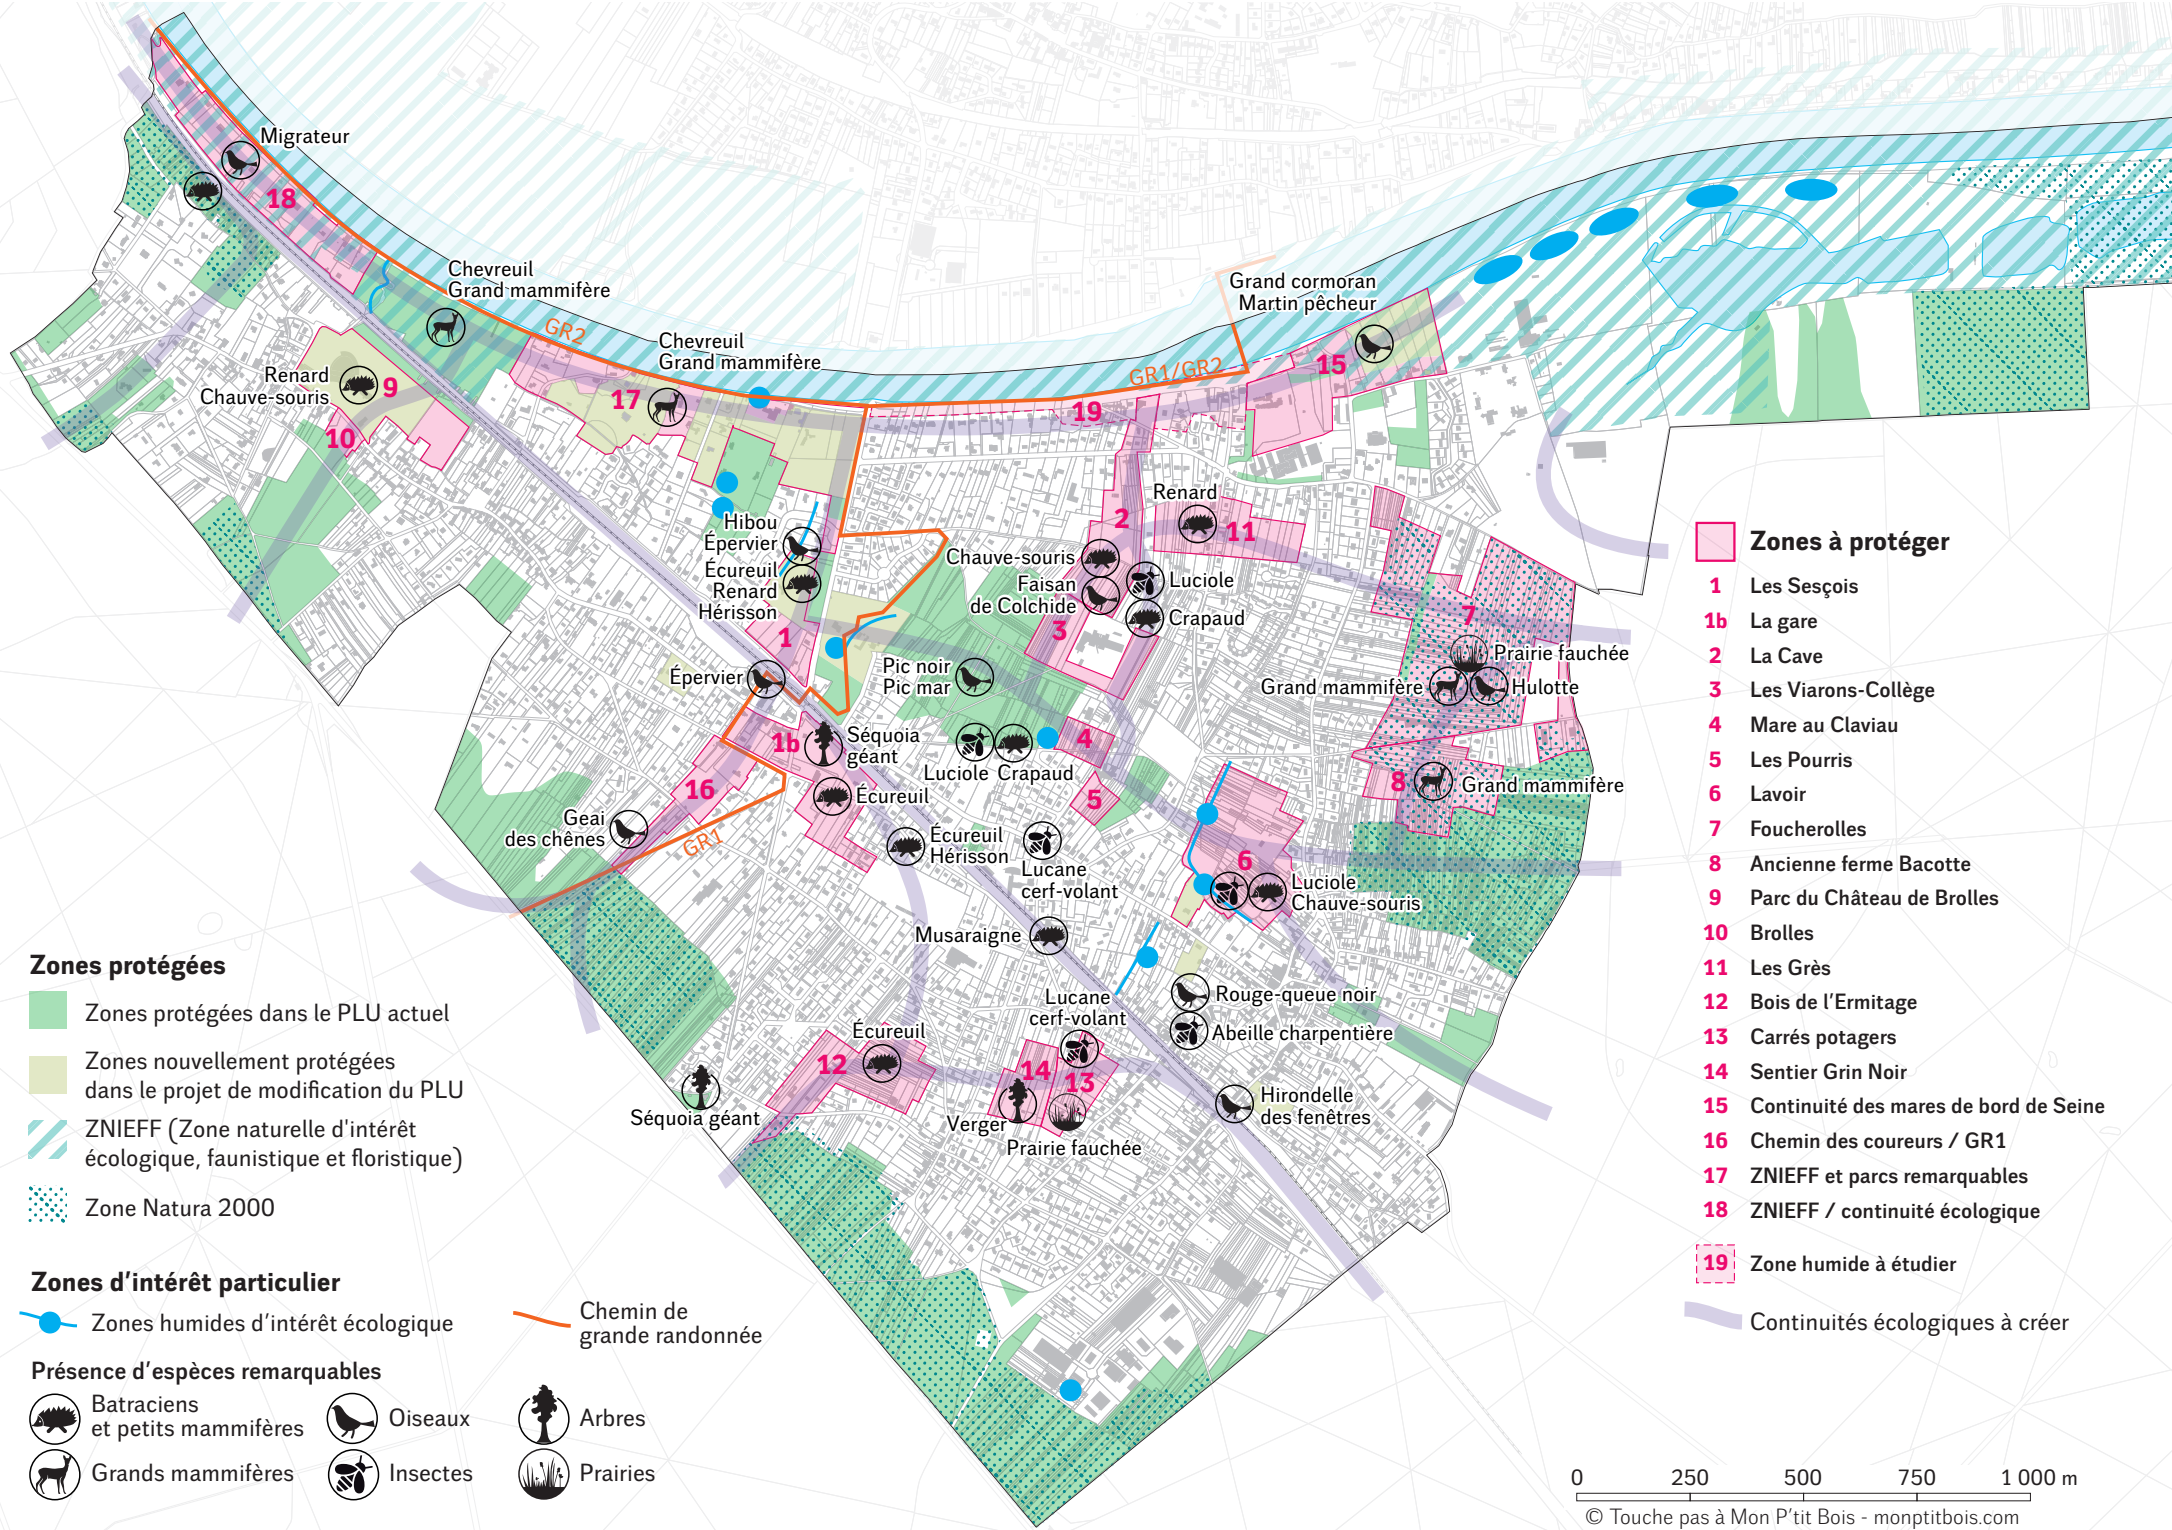 Migrateur
18
Chevreuil
Grand mammifère
GR2
Chevreuil
Grand mammifère
Grand cormoran
Martin pêcheur
GR1/GR2
15
Renard
Chauve-souris
9
17
19
10
Renard
2
11
Hibou
Épervier
Écureuil
Renard
Hérisson
Chauve-souris
Faisan
de Colchide
Luciole
Crapaud
3
7
1
Prairie fauchée
Épervier
Pic noir
Pic mar
Grand mammifère
Hulotte
1b
Séquoia
géant
4
Luciole
Crapaud
8
Grand mammifère
16
Écureuil
5
Geai
des chênes
GR1
Écureuil
Hérisson
Lucane
cerf-volant
6
Luciole
Chauve-souris
Musaraigne
Rouge-queue noir
Lucane
cerf-volant
Abeille charpentière
Écureuil
12
14
13
Séquoia géant
Verger
Prairie fauchée
Hirondelle
des fenêtres
Zones à protéger
1 Les Sesçois
1b La gare
2 La Cave
3 Les Viarons-Collège
4 Mare au Claviau
5 Les Pourris
6 Lavoir
7 Foucherolles
8 Ancienne ferme Bacotte
9 Parc du Château de Brolles
10 Brolles
11 Les Grès
12 Bois de l'Ermitage
13 Carrés potagers
14 Sentier Grin Noir
15 Continuité des mares de bord de Seine
16 Chemin des coureurs / GR1
17 ZNIEFF et parcs remarquables
18 ZNIEFF / continuité écologique
19 Zone humide à étudier
Continuités écologiques à créer
Zones protégées
Zones protégées dans le PLU actuel
Zones nouvellement protégées
dans le projet de modification du PLU
ZNIEFF (Zone naturelle d'intérêt
écologique, faunistique et floristique)
Zone Natura 2000
Zones d'intérêt particulier
Zones humides d'intérêt écologique
Chemin de
grande randonnée
Présence d'espèces remarquables
Batraciens
et petits mammifères
Oiseaux
Arbres
Grands mammifères
Insectes
Prairies
0 250 500 750 1 000 m
© Touche pas à Mon P'tit Bois - monptitbois.com